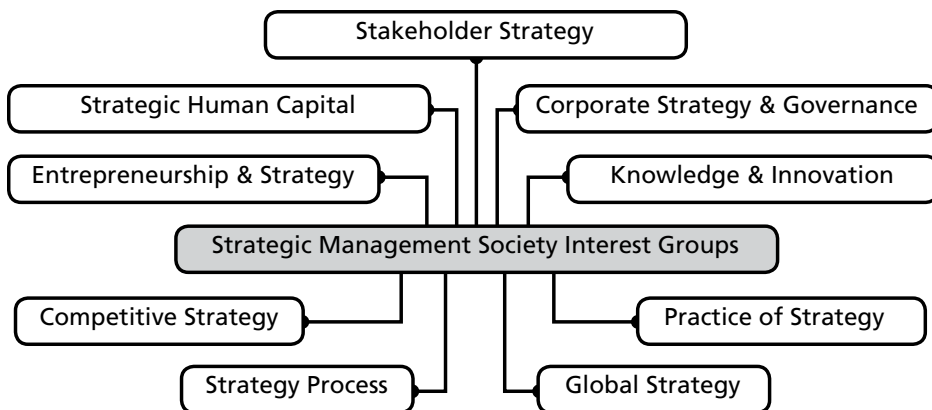 Stakeholder Strategy
Strategic Human Capital
Corporate Strategy & Governance
Entrepreneurship & Strategy
Knowledge & Innovation
Strategic Management Society Interest Groups
Competitive Strategy
Practice of Strategy
Strategy Process
Global Strategy